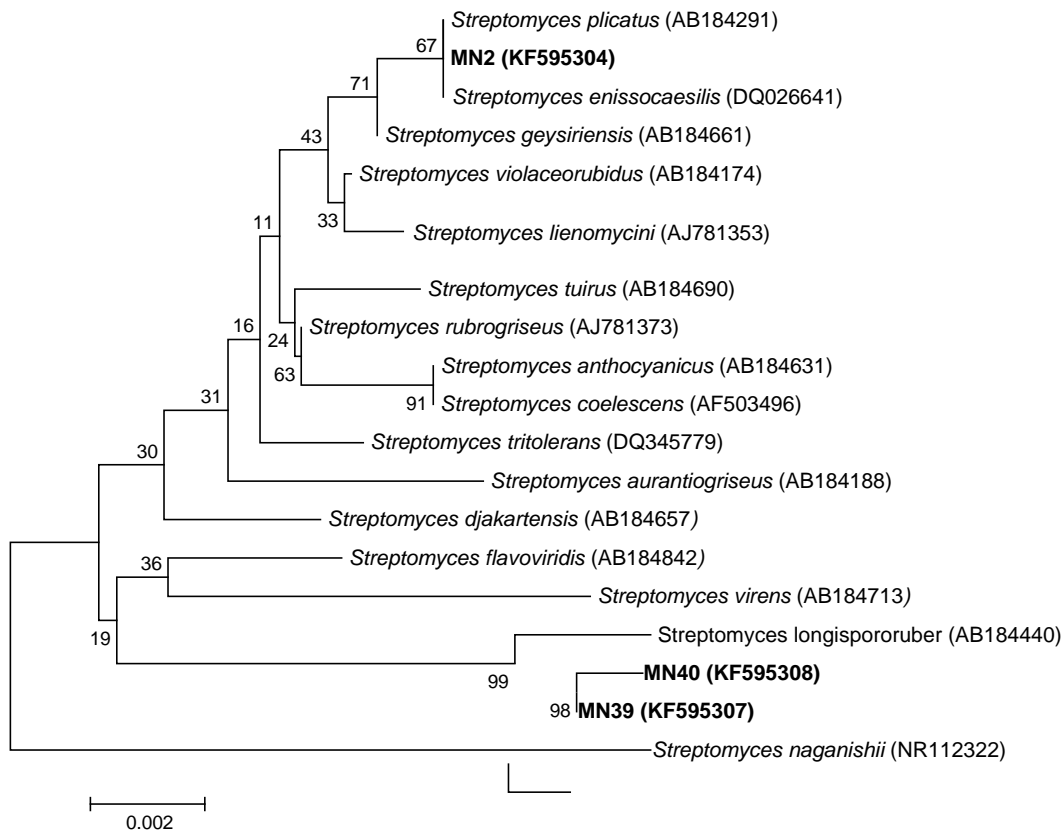 Streptomyces plicatus (AB184291)
67
MN2 (KF595304)
71
Streptomyces enissocaesilis (DQ026641)
43
Streptomyces geysiriensis (AB184661)
Streptomyces violaceorubidus (AB184174)
33
11
Streptomyces lienomycini (AJ781353)
Streptomyces tuirus (AB184690)
16
24
Streptomyces rubrogriseus (AJ781373)
63
Streptomyces anthocyanicus (AB184631)
31
91
Streptomyces coelescens (AF503496)
Streptomyces tritolerans (DQ345779)
30
Streptomyces aurantiogriseus (AB184188)
Streptomyces djakartensis (AB184657)
Streptomyces flavoviridis (AB184842)
36
Streptomyces virens (AB184713)
19
Streptomyces longispororuber (AB184440)
99
MN40 (KF595308)
98
MN39 (KF595307)
Streptomyces naganishii (NR112322)
0.002